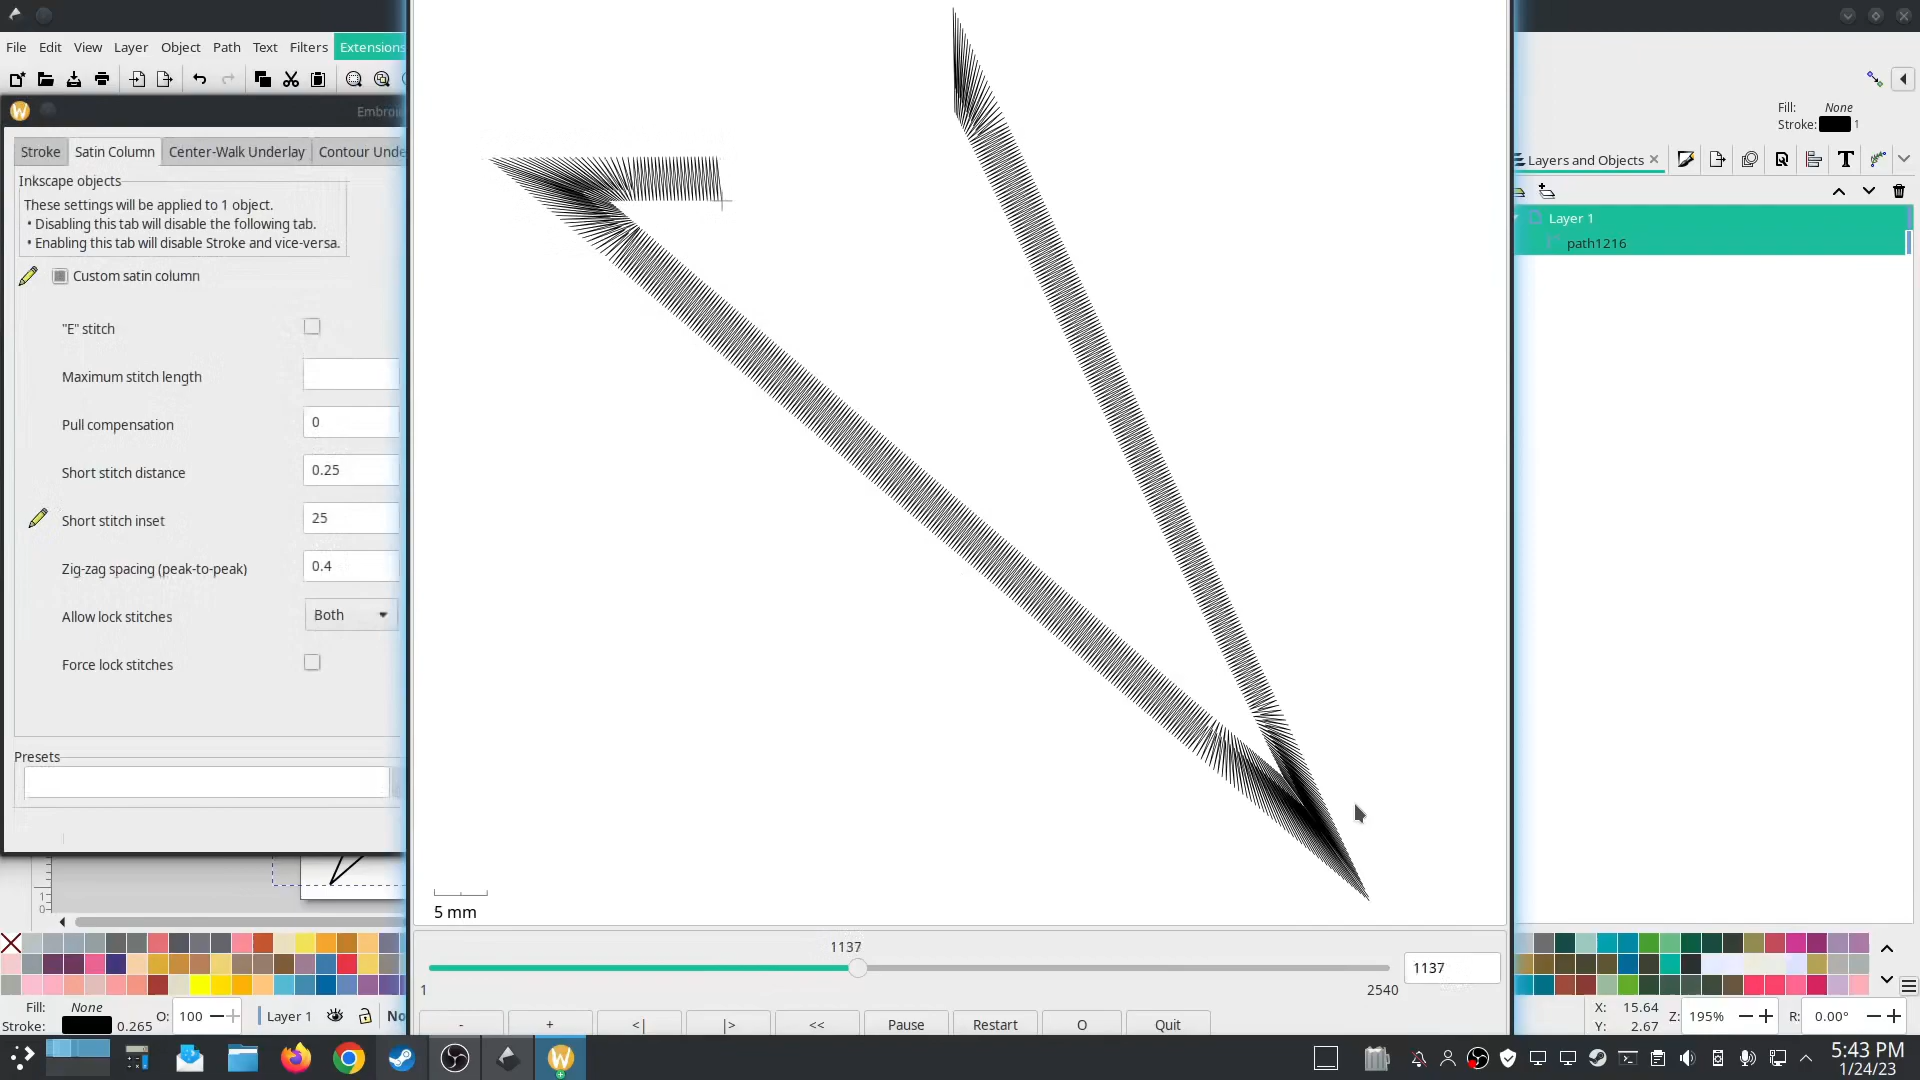 File Edit View Layer Object Path Text Filters Extensions
Stroke Satin Column Center-Walk Underlay Contour Unde
Inkscape objects
These settings will be applied to 1 object.
• Disabling this tab will disable the following tab.
• Enabling this tab will disable Stroke and vice-versa.
Custom satin column
"E" stitch
Maximum stitch length
Pull compensation 0
Short stitch distance 0.25
Short stitch inset 25
Zig-zag spacing (peak-to-peak) 0.4
Allow lock stitches Both
Force lock stitches
Presets
5 mm
1137
1137
1 2540
- + <| |> << Pause Restart O Quit
Fill: None
Stroke: 1
Layers and Objects
Layer 1
path1216
Fill: None
Stroke: 0.265
O: 100
Layer 1
No
X: 15.64
Y: 2.67
Z: 195%
R: 0.00°
5:43 PM
1/24/23